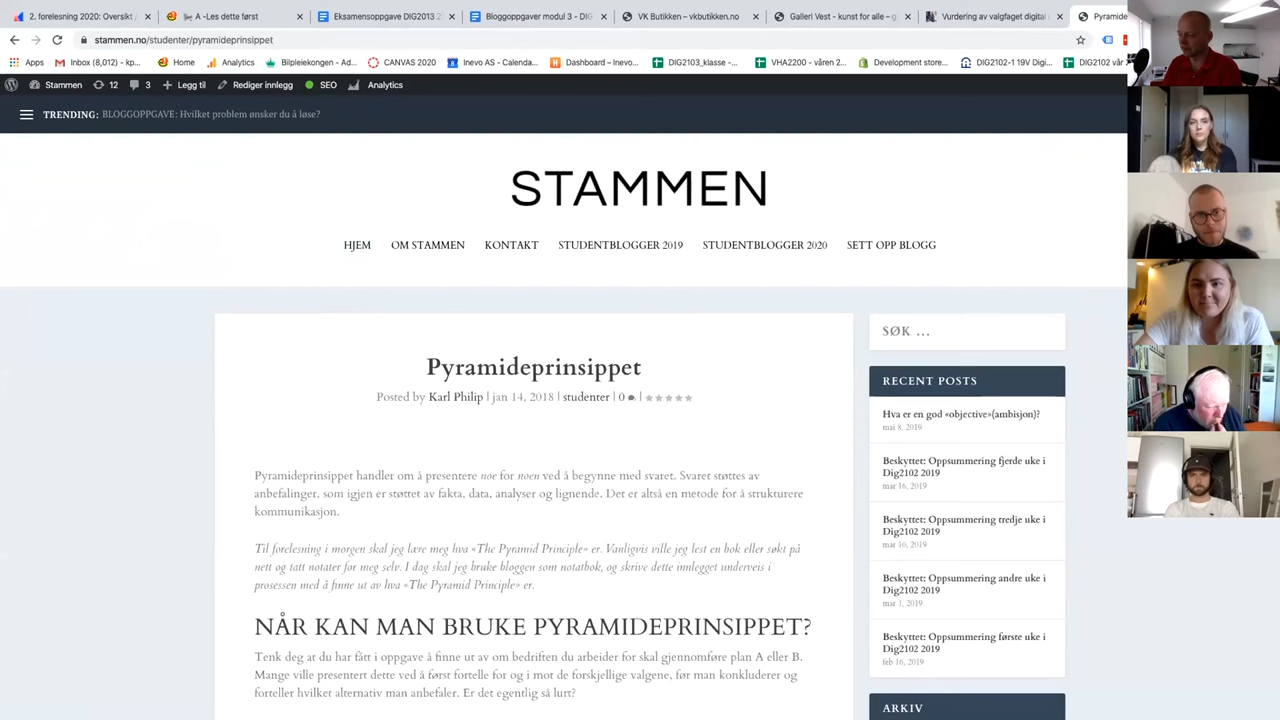 2. forelesning 2020: Oversikt /
A -Les dette først
Eksamensoppgave DIG2013 2
Bloggoppgaver modul 3 - DIG
VK Butikken – vkbutikken.no
Galleri Vest - kunst for alle – g
Vurdering av valgfaget digital
Pyramide
stammen.no/studenter/pyramideprinsippet
Apps
Inbox (8,012) - kp...
Home
Analytics
Bilpleiekongen - Ad...
CANVAS 2020
Inevo AS - Calenda...
Dashboard – Inevo...
DIG2103_klasse -...
VHA2200 - våren 2...
Development store...
DIG2102-1 19V Digi...
DIG2102 vår
Stammen
12
3
+ Legg til
Rediger innlegg
SEO
Analytics
TRENDING: BLOGGOPPGAVE: Hvilket problem ønsker du å løse?
STAMMEN
HJEM
OM STAMMEN
KONTAKT
STUDENTBLOGGER 2019
STUDENTBLOGGER 2020
SETT OPP BLOGG
Pyramideprinsippet
Posted by Karl Philip | jan 14, 2018 | studenter | 0 |
Pyramideprinsippet handler om å presentere noe for noen ved å begynne med svaret. Svaret støttes av
anbefalinger, som igjen er støttet av fakta, data, analyser og lignende. Det er altså en metode for å strukturere
kommunikasjon.
Til forelesning i morgen skal jeg lære meg hva «The Pyramid Principle» er. Vanligvis ville jeg lest en bok eller søkt på
nett og tatt notater for meg selv. I dag skal jeg bruke bloggen som notatbok, og skrive dette innlegget underveis i
prosessen med å finne ut av hva «The Pyramid Principle» er.
NÅR KAN MAN BRUKE PYRAMIDEPRINSIPPET?
Tenk deg at du har fått i oppgave å finne ut av om bedriften du arbeider for skal gjennomføre plan A eller B.
Mange ville presentert dette ved å først fortelle for og i mot de forskjellige valgene, før man konkluderer og
forteller hvilket alternativ man anbefaler. Er det egentlig så lurt?
SØK ...
RECENT POSTS
Hva er en god «objective»(ambisjon)?
mai 8, 2019
Beskyttet: Oppsummering fjerde uke i
Dig2102 2019
mar 16, 2019
Beskyttet: Oppsummering tredje uke i
Dig2102 2019
mar 10, 2019
Beskyttet: Oppsummering andre uke i
Dig2102 2019
mar 1, 2019
Beskyttet: Oppsummering første uke i
Dig2102 2019
feb 16, 2019
ARKIV